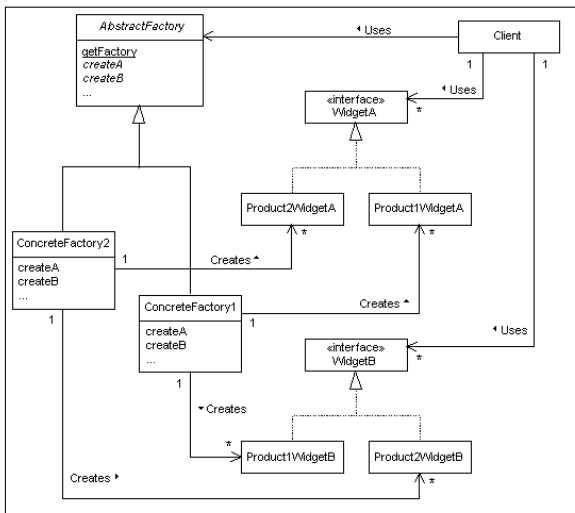 AbstractFactory
getFactory
createA
createB
...
Uses
Client
1
1
Uses
*
«interface»
WidgetA
Product2WidgetA
Product1WidgetA
*
*
ConcreteFactory2
createA
createB
...
1
Creates
1
ConcreteFactory1
createA
createB
...
1
Creates
1
Uses
«interface»
WidgetB
*
Creates
*
Product1WidgetB
Product2WidgetB
Creates
*